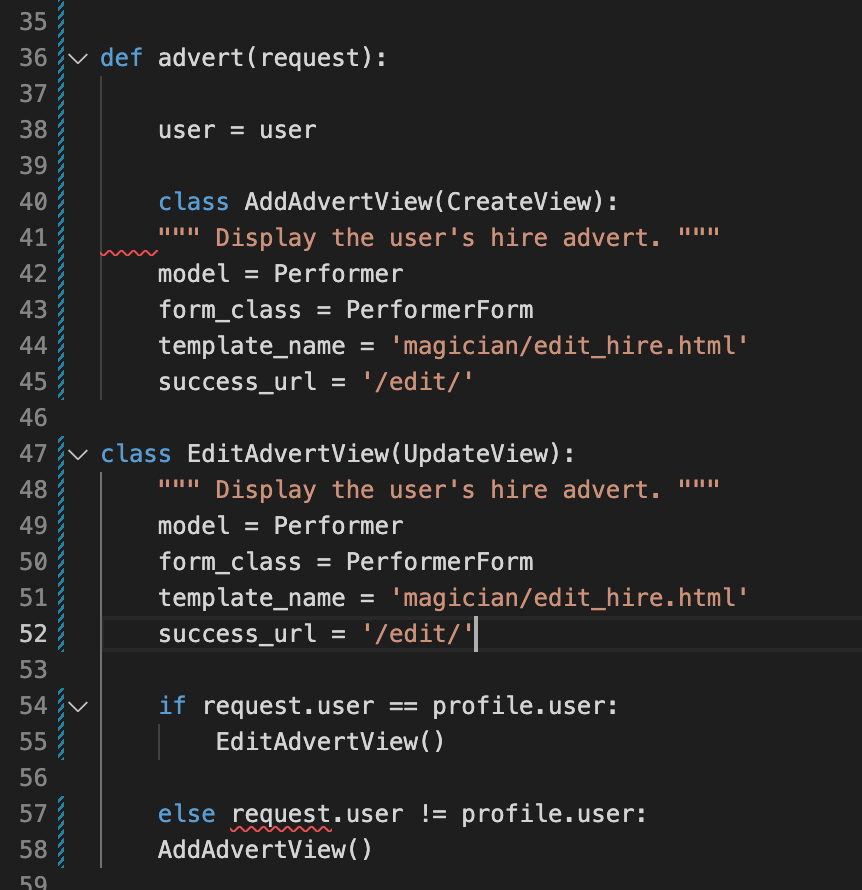 35
36 def advert(request):
37
38     user = user
39
40     class AddAdvertView(CreateView):
41     """ Display the user's hire advert. """
42     model = Performer
43     form_class = PerformerForm
44     template_name = 'magician/edit_hire.html'
45     success_url = '/edit/'
46
47 class EditAdvertView(UpdateView):
48     """ Display the user's hire advert. """
49     model = Performer
50     form_class = PerformerForm
51     template_name = 'magician/edit_hire.html'
52     success_url = '/edit/'
53
54     if request.user == profile.user:
55         EditAdvertView()
56
57     else request.user != profile.user:
58     AddAdvertView()
59